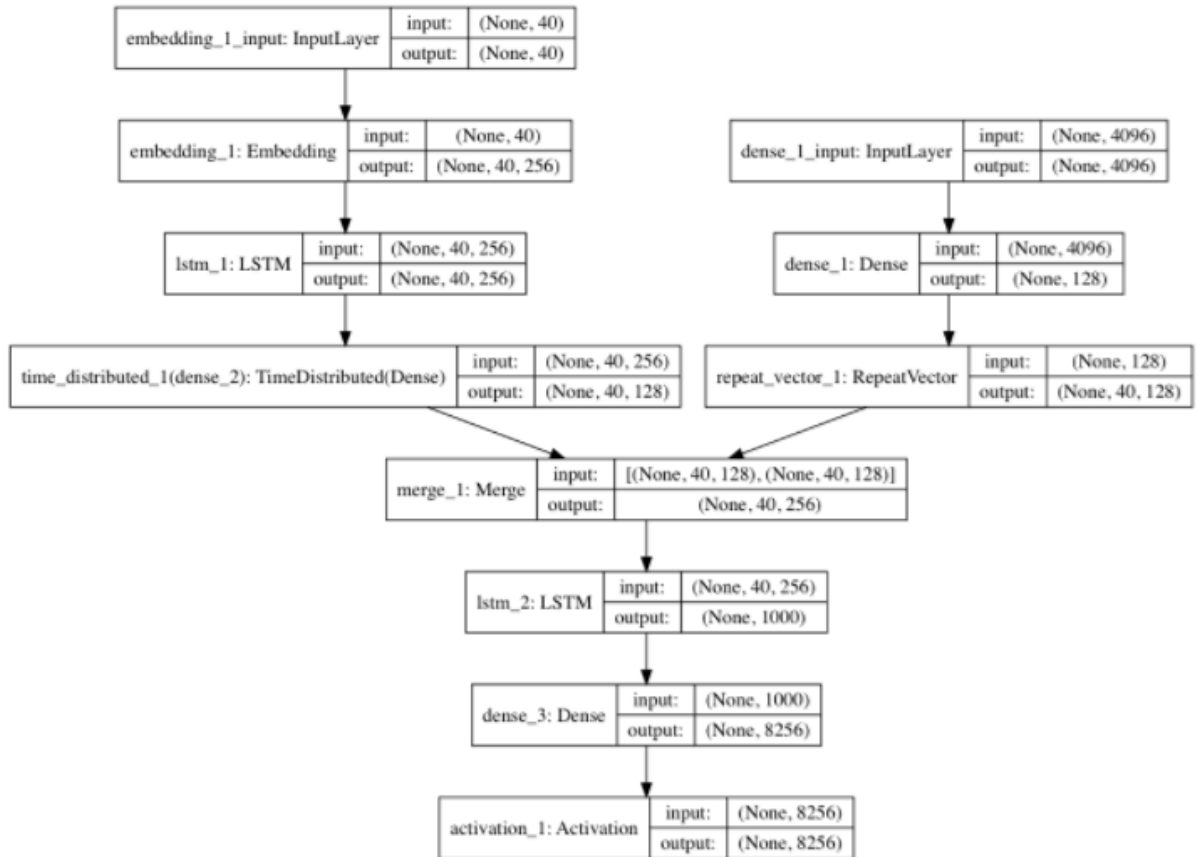 embedding_1_input: InputLayer
input: (None, 40)
output: (None, 40)
embedding_1: Embedding
input: (None, 40)
output: (None, 40, 256)
dense_1_input: InputLayer
input: (None, 4096)
output: (None, 4096)
lstm_1: LSTM
input: (None, 40, 256)
output: (None, 40, 256)
dense_1: Dense
input: (None, 4096)
output: (None, 128)
time_distributed_1(dense_2): TimeDistributed(Dense)
input: (None, 40, 256)
output: (None, 40, 128)
repeat_vector_1: RepeatVector
input: (None, 128)
output: (None, 40, 128)
merge_1: Merge
input: [(None, 40, 128), (None, 40, 128)]
output: (None, 40, 256)
lstm_2: LSTM
input: (None, 40, 256)
output: (None, 1000)
dense_3: Dense
input: (None, 1000)
output: (None, 8256)
activation_1: Activation
input: (None, 8256)
output: (None, 8256)